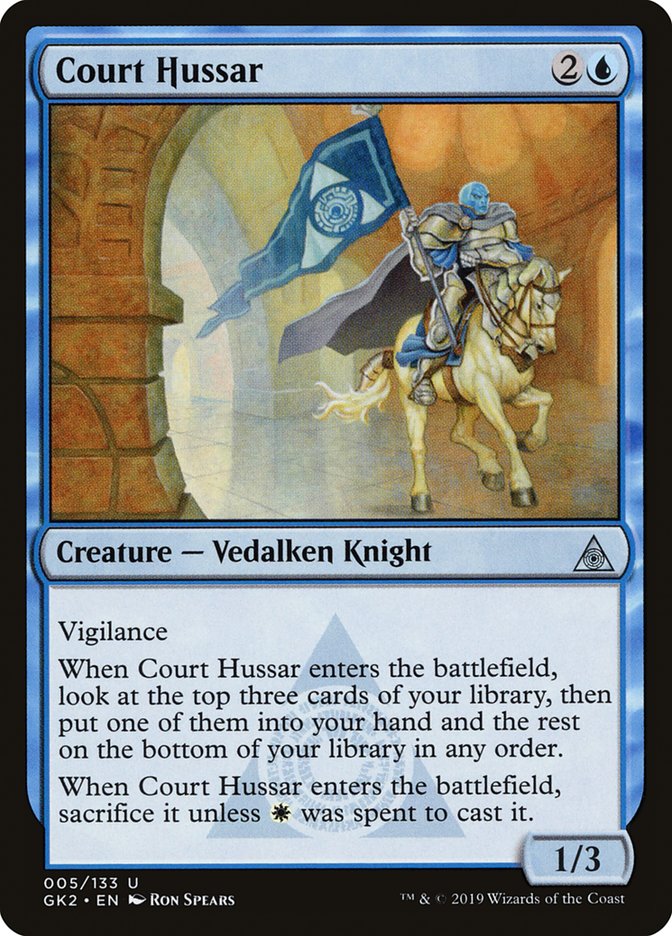 Court Hussar 2
Creature — Vedalken Knight
Vigilance
When Court Hussar enters the battlefield,
look at the top three cards of your library, then
put one of them into your hand and the rest
on the bottom of your library in any order.
When Court Hussar enters the battlefield,
sacrifice it unless was spent to cast it.
1/3
005/133 U
GK2 • EN Ron Spears
™ & © 2019 Wizards of the Coast